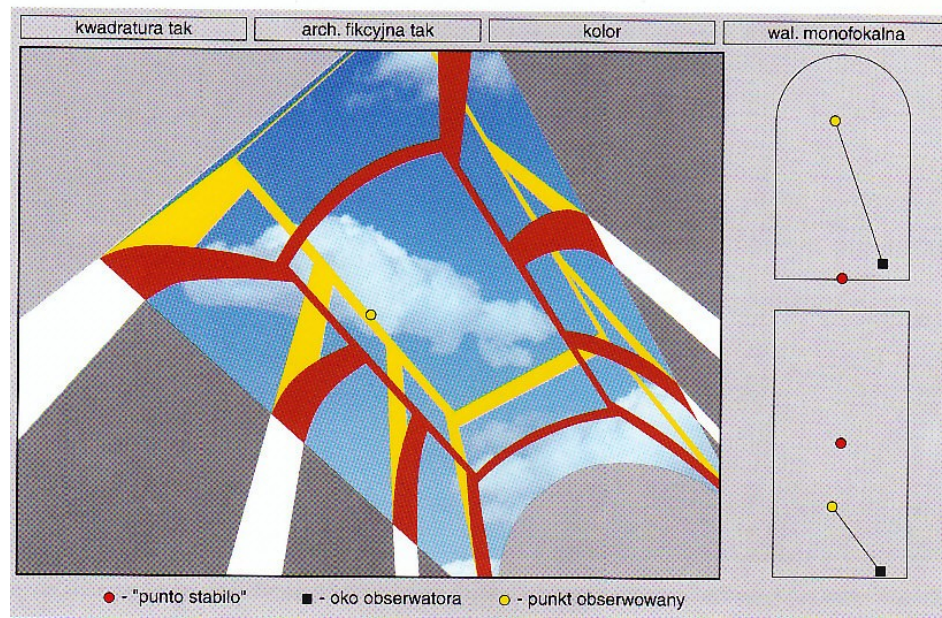 kwadratura tak
arch. fikcyjna tak
kolor
wal. monofokalna
- "punto stabilo"
- oko obserwatora
- punkt obserwowany